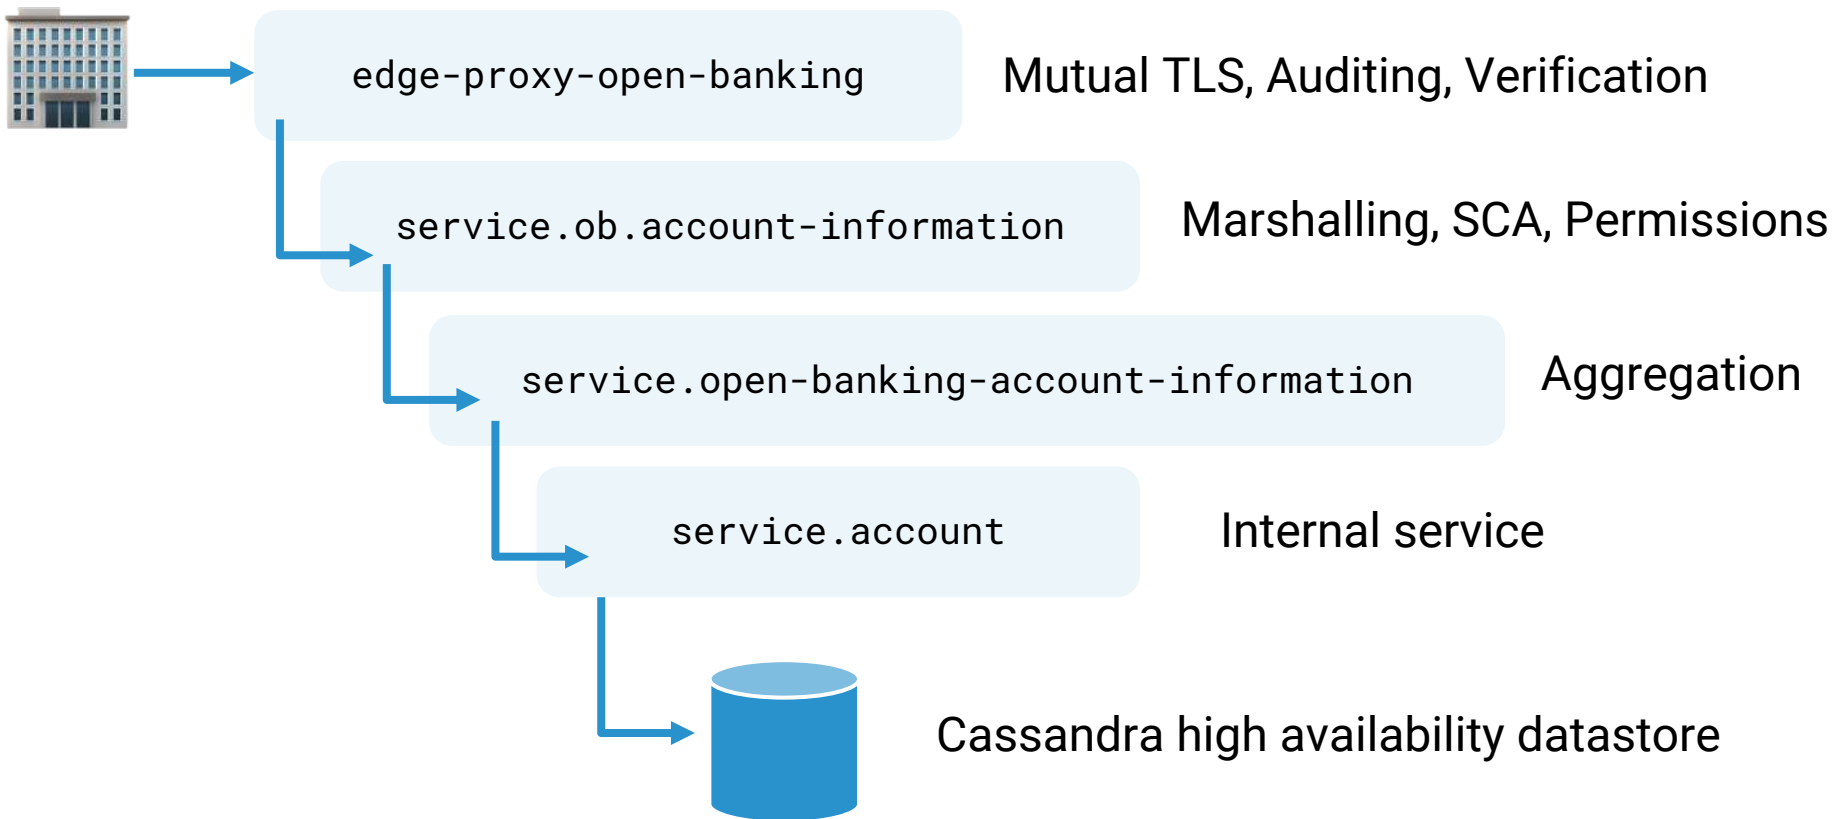 edge-proxy-open-banking
Mutual TLS, Auditing, Verification
service.ob.account-information
Marshalling, SCA, Permissions
service.open-banking-account-information
Aggregation
service.account
Internal service
Cassandra high availability datastore